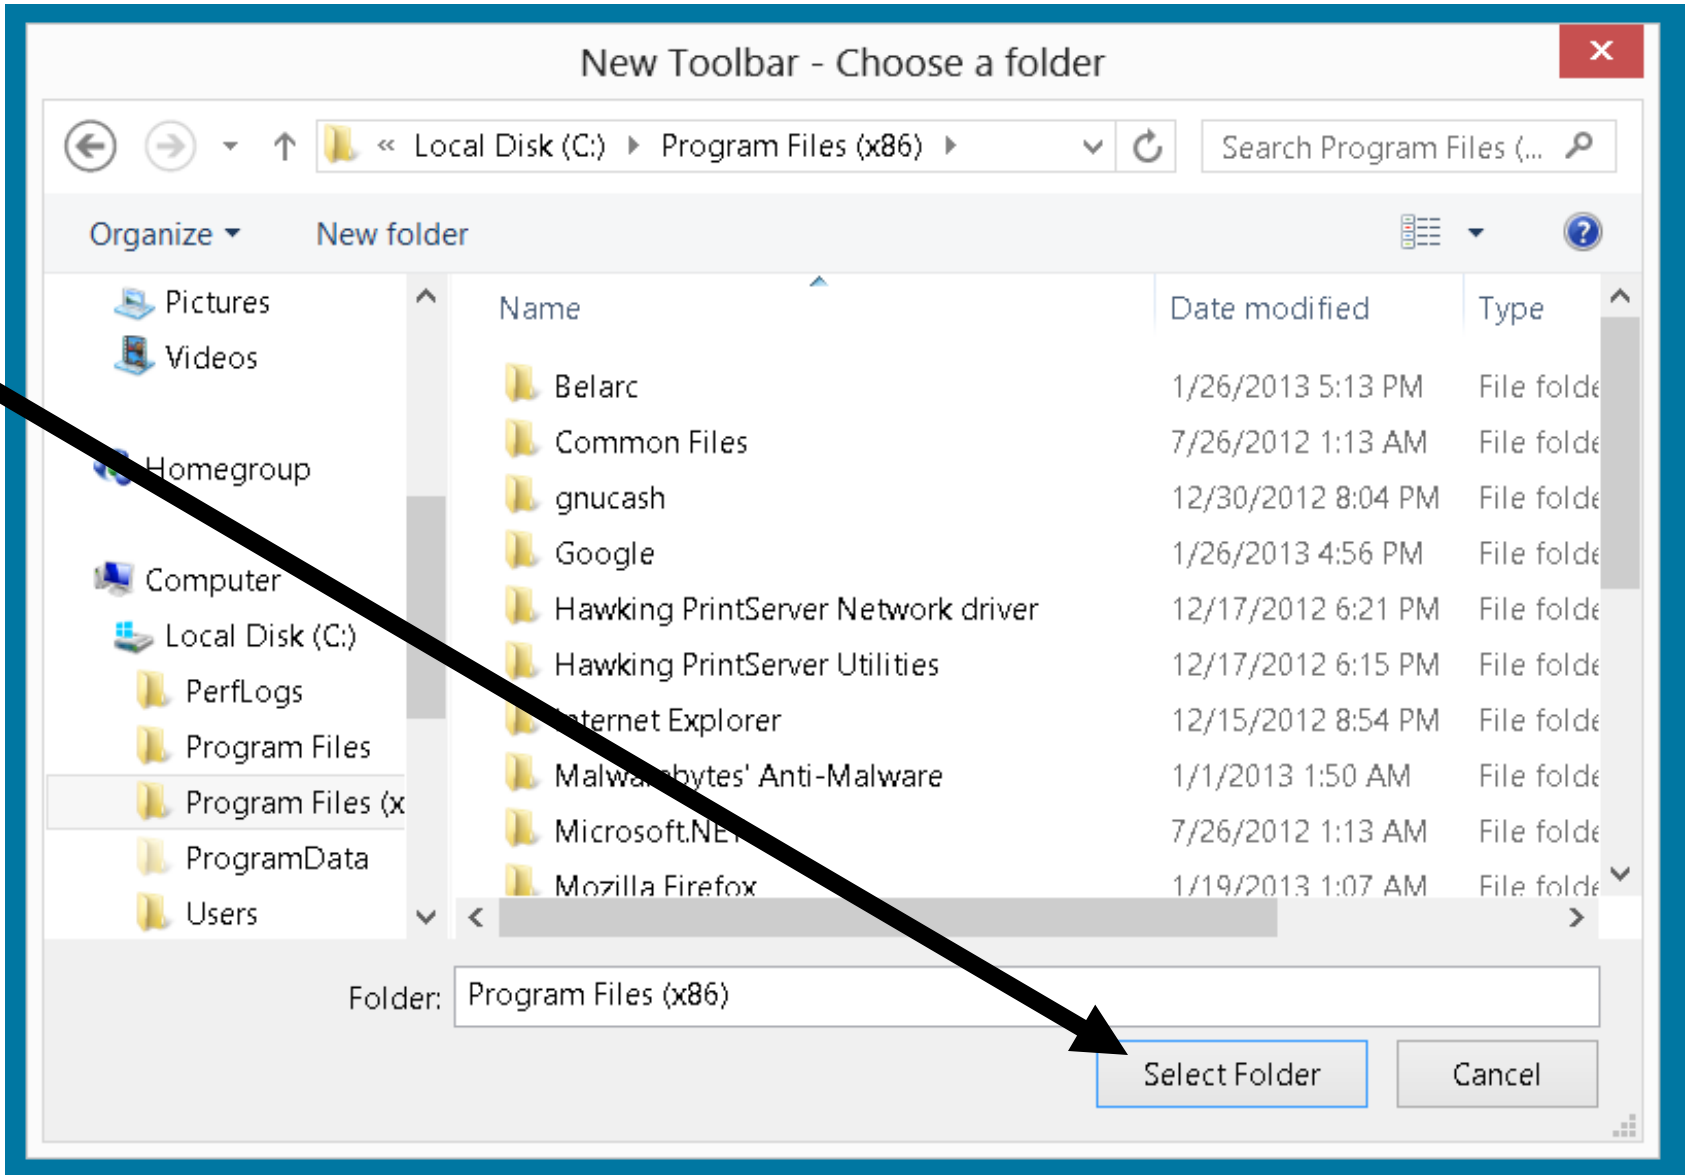 New Toolbar - Choose a folder
« Local Disk (C:) Program Files (x86)
Search Program Files (...
Organize New folder
Pictures
Videos
Homegroup
Computer
Local Disk (C:)
PerfLogs
Program Files
Program Files (x
ProgramData
Users
Name Date modified Type
Belarc 1/26/2013 5:13 PM File folde
Common Files 7/26/2012 1:13 AM File folde
gnucash 12/30/2012 8:04 PM File folde
Google 1/26/2013 4:56 PM File folde
Hawking PrintServer Network driver 12/17/2012 6:21 PM File folde
Hawking PrintServer Utilities 12/17/2012 6:15 PM File folde
Internet Explorer 12/15/2012 8:54 PM File folde
Malwarebytes' Anti-Malware 1/1/2013 1:50 AM File folde
Microsoft.NET 7/26/2012 1:13 AM File folde
Mozilla Firefox 1/19/2013 1:07 AM File folde
Folder: Program Files (x86)
Select Folder Cancel